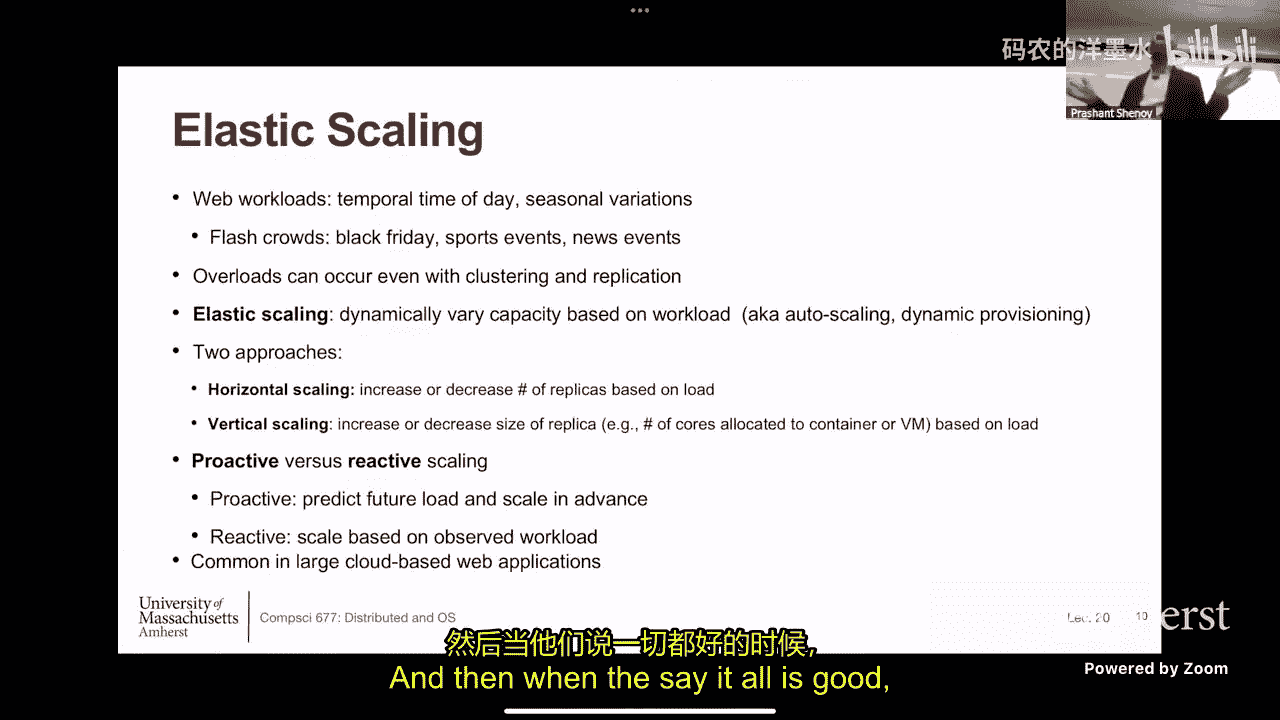 码农的洋墨水 bilibili
Prashant Shenoy
Elastic Scaling
• Web workloads: temporal time of day, seasonal variations
• Flash crowds: black friday, sports events, news events
• Overloads can occur even with clustering and replication
• Elastic scaling: dynamically vary capacity based on workload (aka auto-scaling, dynamic provisioning)
• Two approaches:
• Horizontal scaling: increase or decrease # of replicas based on load
• Vertical scaling: increase or decrease size of replica (e.g., # of cores allocated to container or VM) based on load
• Proactive versus reactive scaling
• Proactive: predict future load and scale in advance
• Reactive: scale based on observed workload
• Common in large cloud-based web applications
University of
Massachusetts
Amherst
Compsci 677: Distributed and OS
Lec. 20
10
erst
然后当他们说一切都好的时候,
And then when the say it all is good,
Powered by Zoom